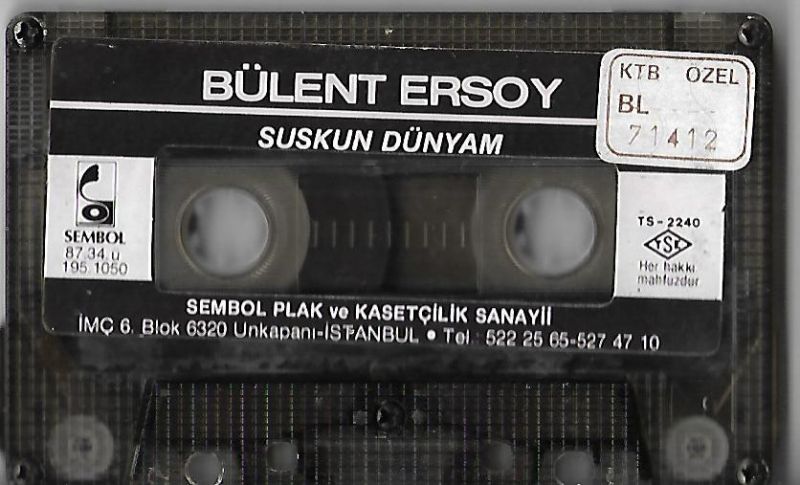 BÜLENT ERSOY
SUSKUN DÜNYAM
KTB ÖZEL
BL
71412
SEMBOL
87.34.u
195.1050
TS-2240
TSE
Her hakkı
mahfuzdur
SEMBOL PLAK ve KASETÇİLİK SANAYİİ
İMÇ 6. Blok 6320 Unkapanı-İSTANBUL • Tel : 522 25 65-527 47 10